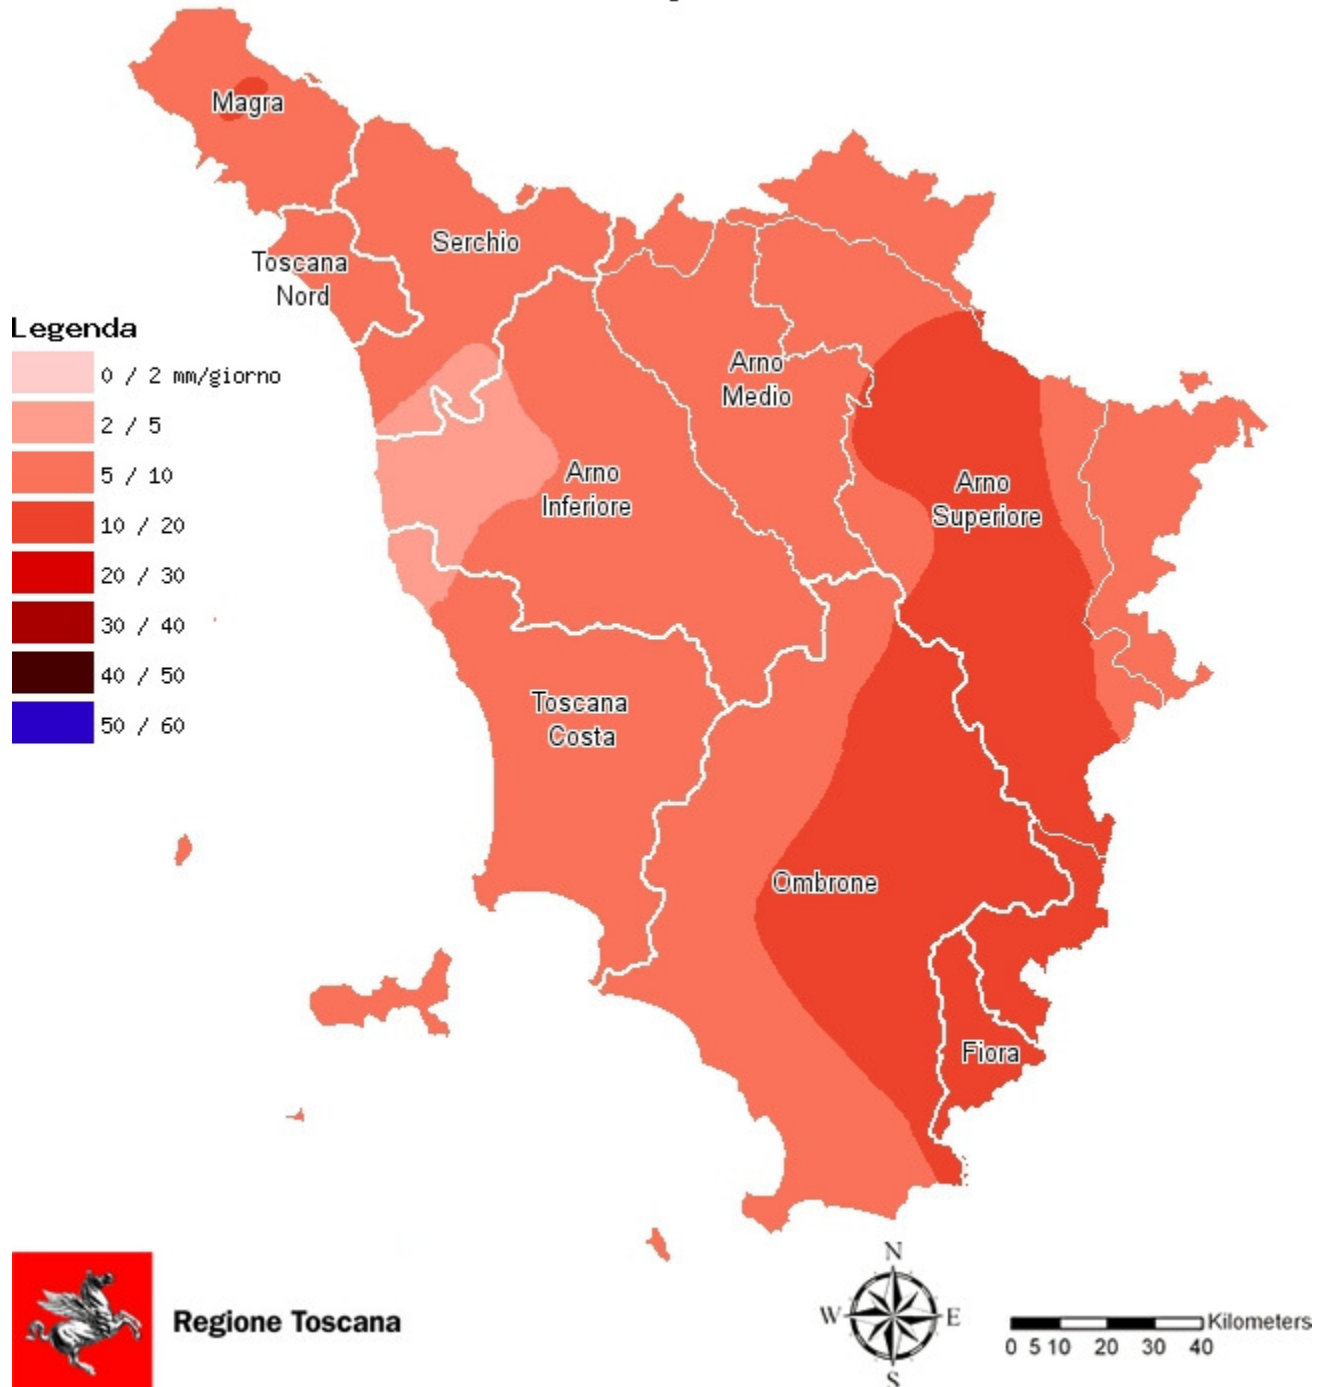 Magra
Serchio
Toscana
Nord
Legenda
0 / 2 mm/giorno
2 / 5
5 / 10
10 / 20
20 / 30
30 / 40
40 / 50
50 / 60
Arno
Medio
Arno
Inferiore
Arno
Superiore
Toscana
Costa
Ombrone
Fiora
Regione Toscana
N
W
E
S
Kilometers
0 5 10 20 30 40